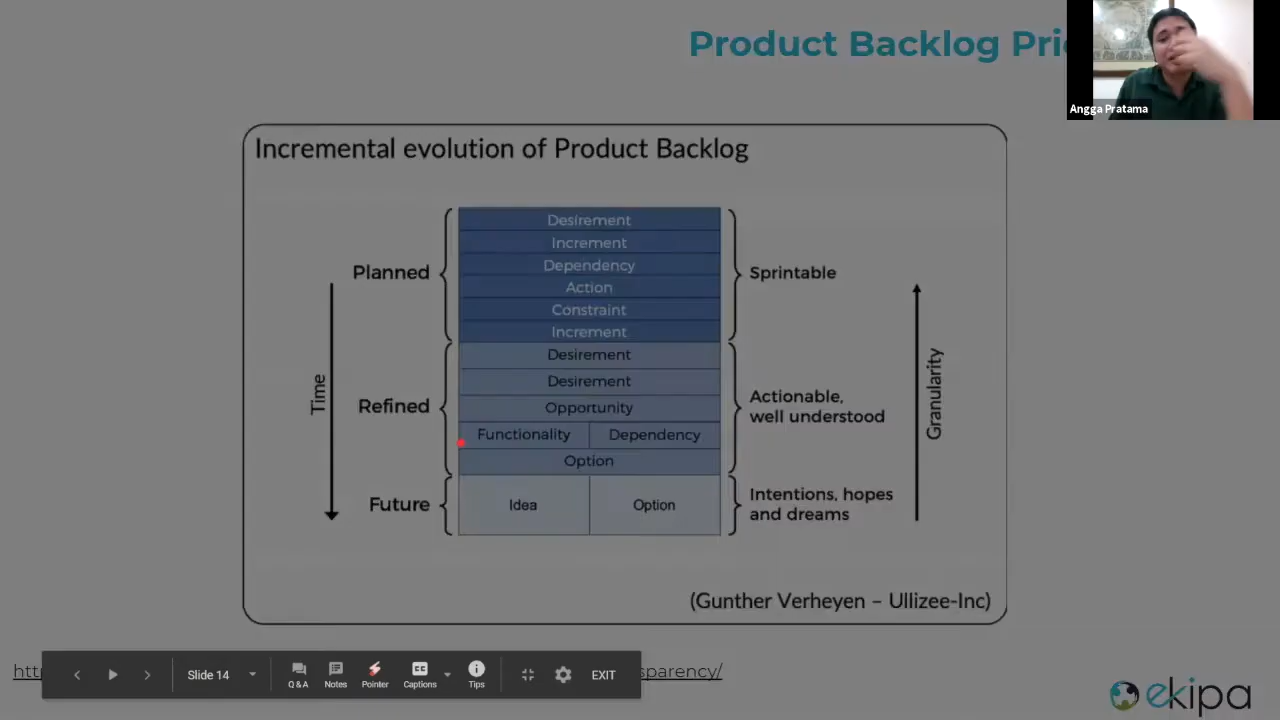 Product Backlog
Angga Pratama
Incremental evolution of Product Backlog
Planned
Refined
Future
Time
Desirement
Increment
Dependency
Action
Constraint
Increment
Desirement
Desirement
Opportunity
Functionality Dependency
Option
Idea Option
Sprintable
Actionable,
well understood
Intentions, hopes
and dreams
Granularity
(Gunther Verheyen – Ullizee-Inc)
Slide 14
Q & A
Notes
Pointer
Captions
Tips
EXIT
ekipa